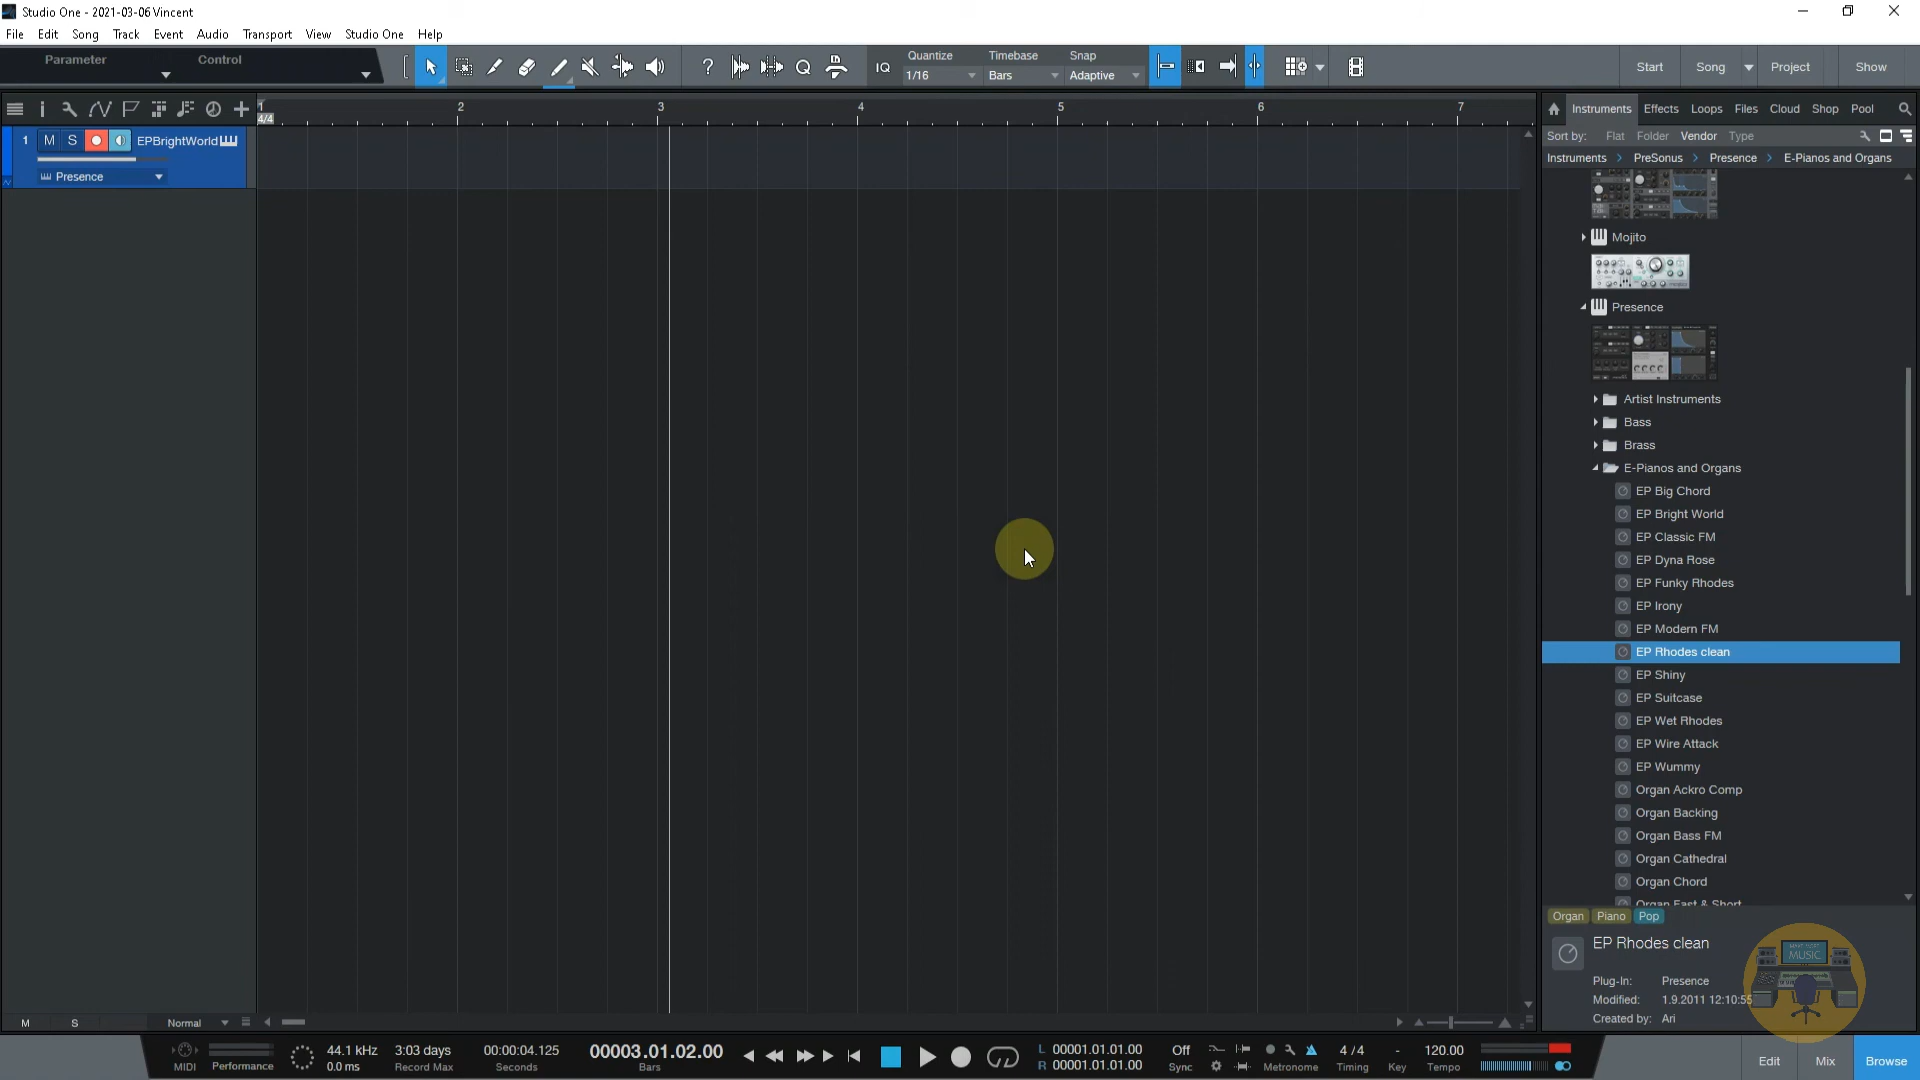 Studio One - 2021-03-06 Vincent
File Edit Song Track Event Audio Transport View Studio One Help
Parameter Control
IQ Quantize 1/16 Timebase Bars Snap Adaptive
Start Song Project Show
1 2 3 4 5 6 7
4/4
Instruments Effects Loops Files Cloud Shop Pool
Sort by: Flat Folder Vendor Type
Instruments PreSonus Presence E-Pianos and Organs
1 M S EPBrightWorld
Presence
Mojito
Presence
Artist Instruments
Bass
Brass
E-Pianos and Organs
EP Big Chord
EP Bright World
EP Classic FM
EP Dyna Rose
EP Funky Rhodes
EP Irony
EP Modern FM
EP Rhodes clean
EP Shiny
EP Suitcase
EP Wet Rhodes
EP Wire Attack
EP Wummy
Organ Ackro Comp
Organ Backing
Organ Bass FM
Organ Cathedral
Organ Chord
Organ Fast & Short
Organ Piano Pop
EP Rhodes clean
Plug-In: Presence
Modified: 1.9.2011 12:10:55
Created by: Ari
MUSIC
M S Normal
MIDI Performance
44.1 kHz
0.0 ms
3:03 days
Record Max
00:00:04.125
Seconds
00003.01.02.00
Bars
L 00001.01.01.00
R 00001.01.01.00
Off
Sync
Metronome
4 / 4
Timing
-
Key
120.00
Tempo
Edit Mix Browse